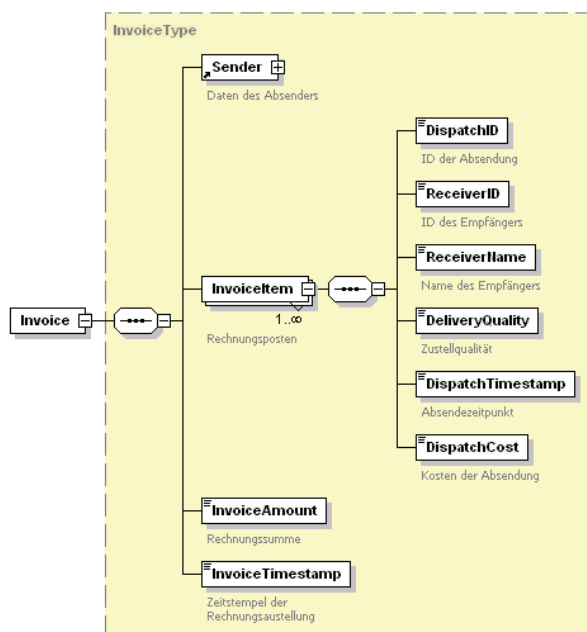 InvoiceType
Sender
Daten des Absenders
DispatchID
ID der Absendung
ReceiverID
ID des Empfängers
ReceiverName
Name des Empfängers
InvoiceItem
1..∞
Rechnungsposten
Invoice
DeliveryQuality
Zustellqualität
DispatchTimestamp
Absendezeitpunkt
DispatchCost
Kosten der Absendung
InvoiceAmount
Rechnungssumme
InvoiceTimestamp
Zeitstempel der
Rechnungsaustellung